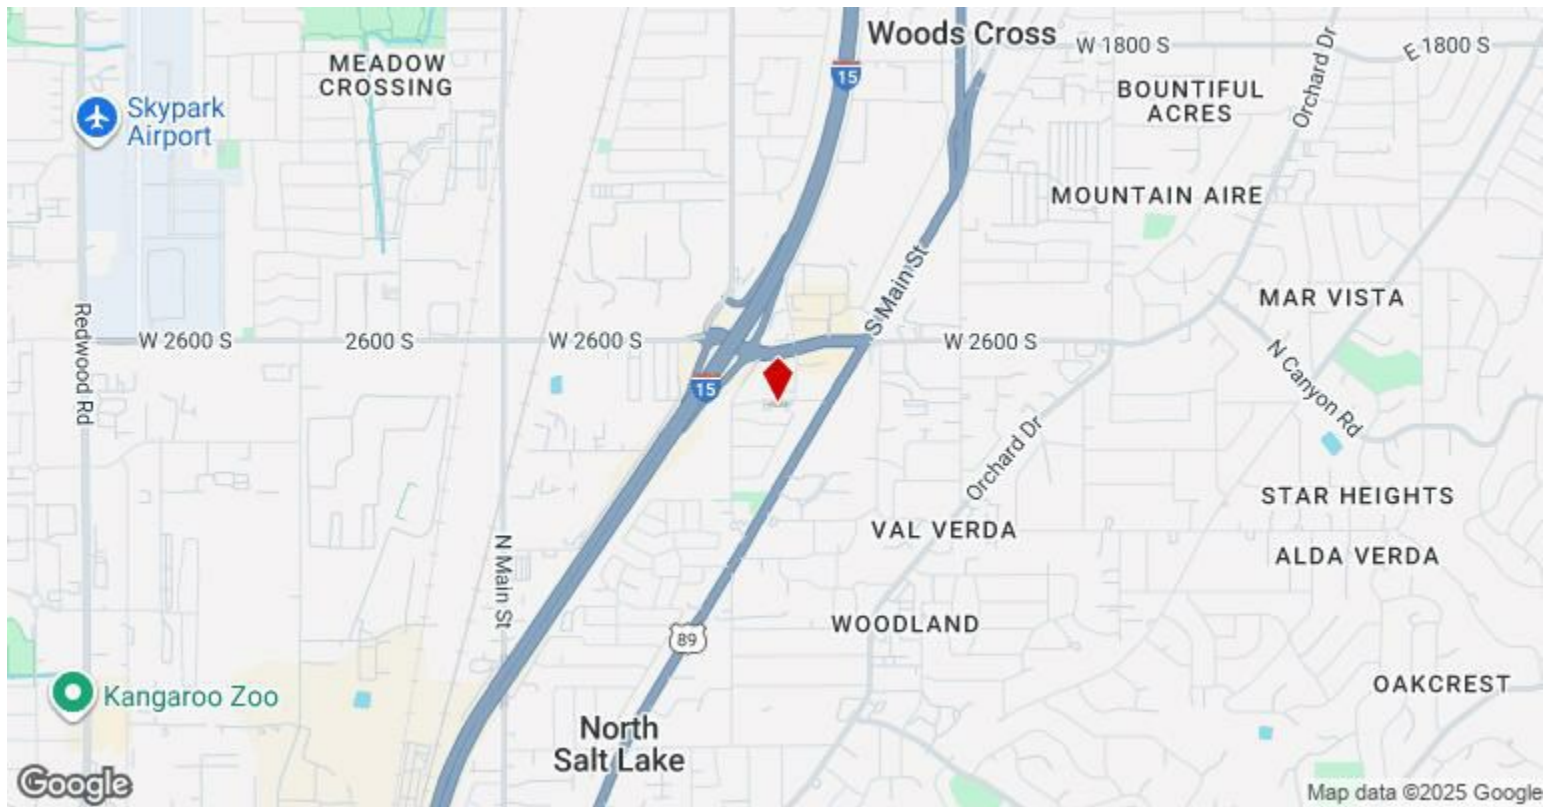 Woods Cross
W 1800 S
E 1800 S
MEADOW
CROSSING
15
BOUNTIFUL
ACRES
Orchard Dr
Skypark
Airport
MOUNTAIN AIRE
S Main St
MAR VISTA
Redwood Rd
W 2600 S
2600 S
W 2600 S
W 2600 S
N Canyon Rd
15
Orchard Dr
STAR HEIGHTS
VAL VERDA
ALDA VERDA
N Main St
WOODLAND
89
Kangaroo Zoo
OAKCREST
North
Salt Lake
Google
Map data ©2025 Google